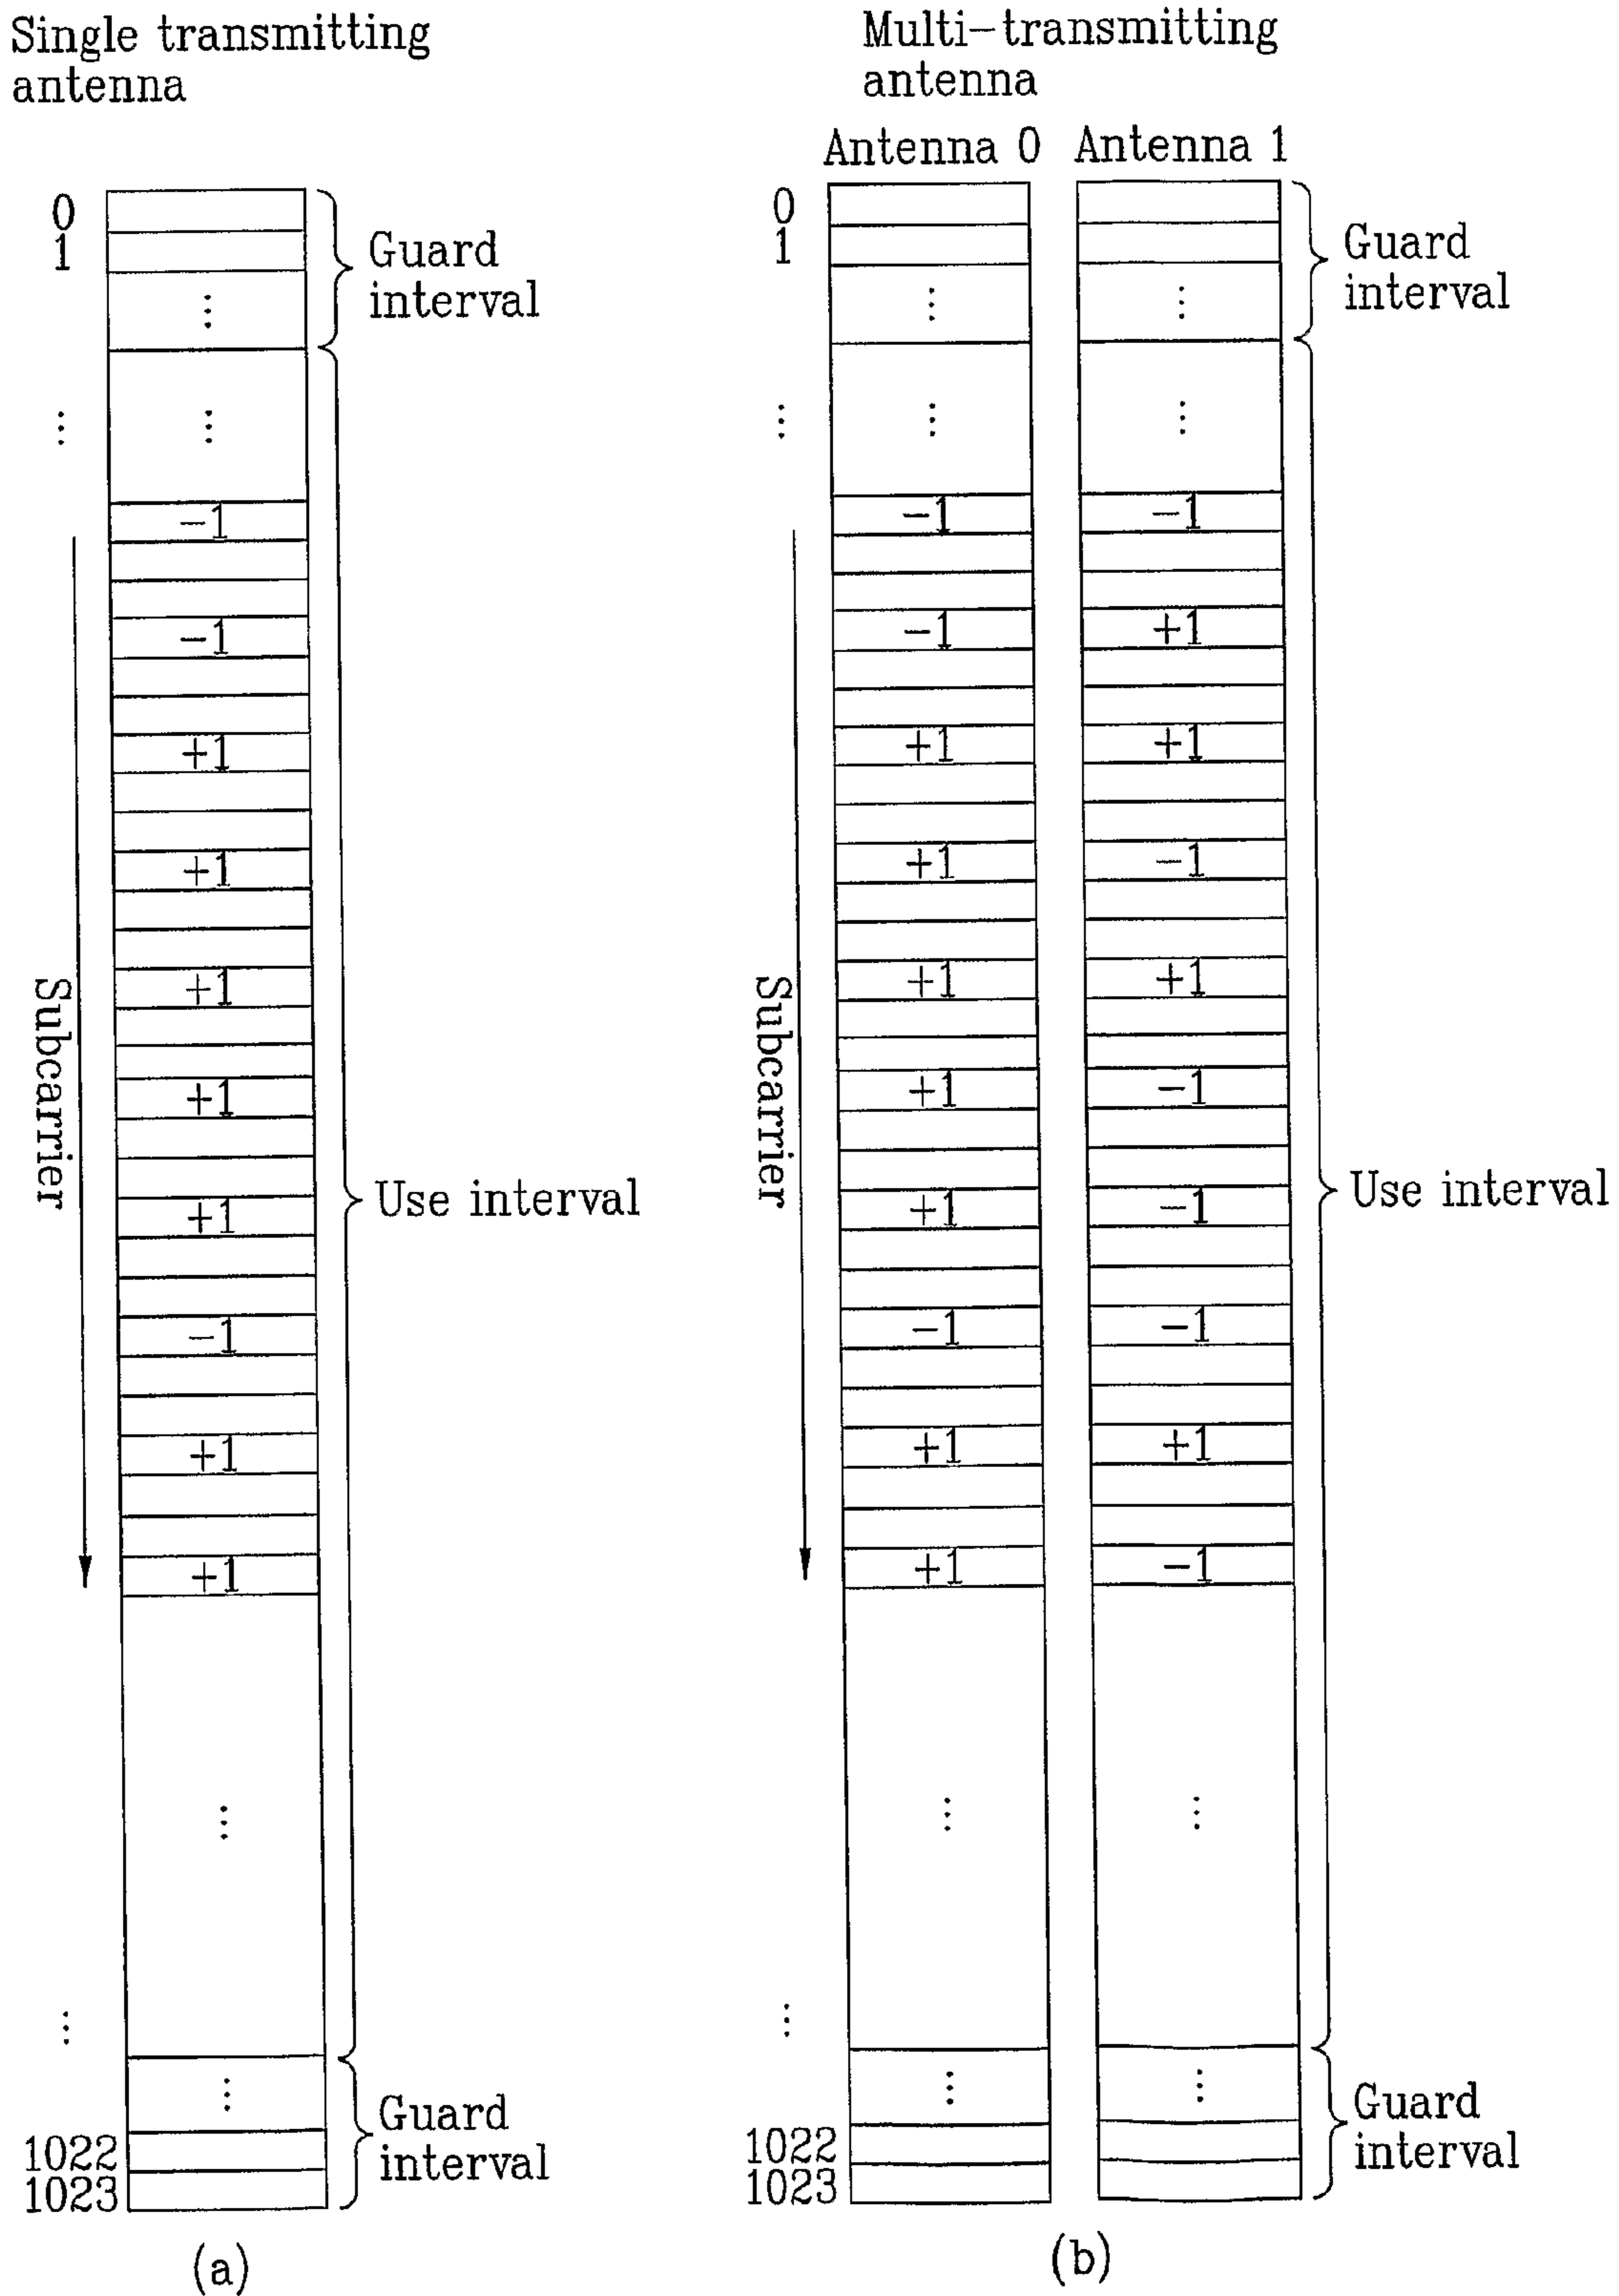 Single transmitting
antenna
0
1
⋮
⋮
Guard
interval
⋮
⋮
-1
-1
+1
+1
+1
+1
+1
-1
+1
+1
Subcarrier
Use interval
⋮
⋮
⋮
1022
1023
Guard
interval
(a)
Multi-transmitting
antenna
Antenna 0 Antenna 1
0
1
⋮ ⋮
Guard
interval
⋮ ⋮ ⋮
-1 -1
-1 +1
+1 +1
+1 -1
+1 +1
+1 -1
+1 -1
-1 -1
+1 +1
+1 -1
Subcarrier
Use interval
⋮ ⋮
⋮
⋮ ⋮
1022
1023
Guard
interval
(b)